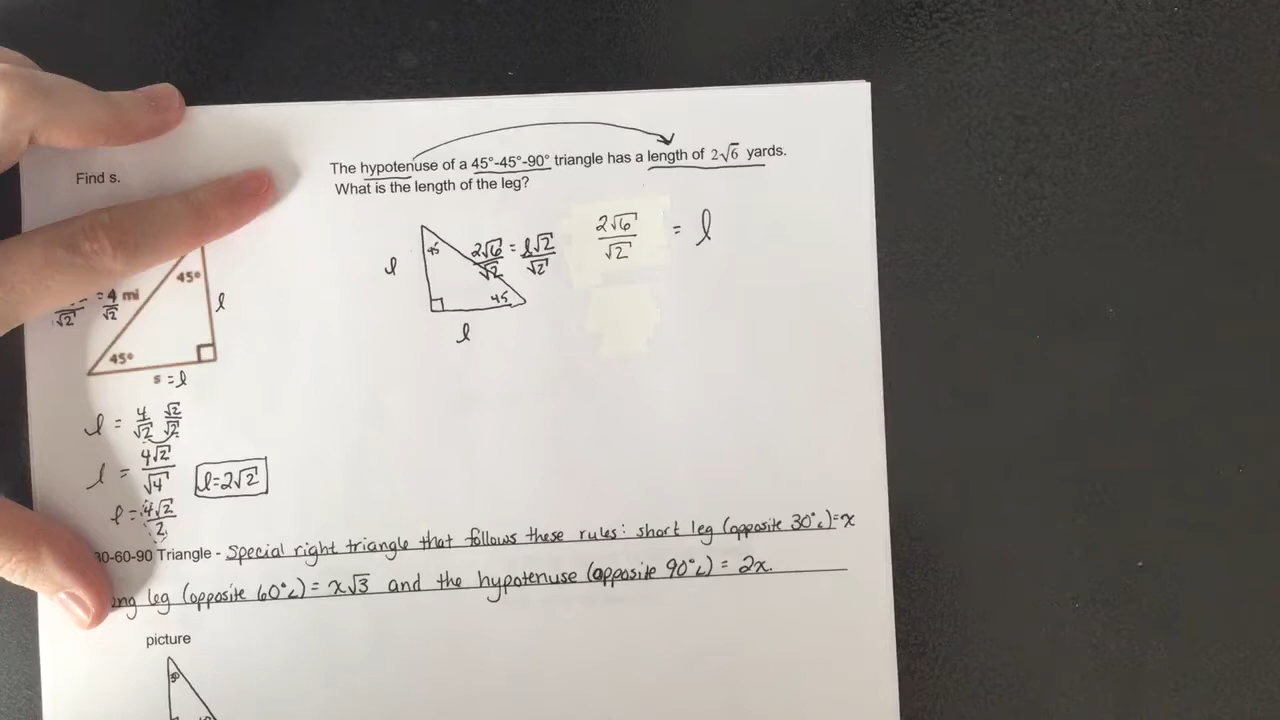 The hypotenuse of a 45°-45°-90° triangle has a length of 2√6 yards.
What is the length of the leg?
Find s.
45°
= 4/√2 mi
√2
l
45°
s = l
l = 4/√2 √2/√2
l = 4√2/√4
l = 2√2
l = 4√2/2
45
l
2√6/√2 = l√2/√2
45
l
2√6/√2 = l
30-60-90 Triangle - Special right triangle that follows these rules: short leg (opposite 30°∠)=x
leg (opposite 60°∠) = x√3 and the hypotenuse (opposite 90°∠) = 2x.
picture
30